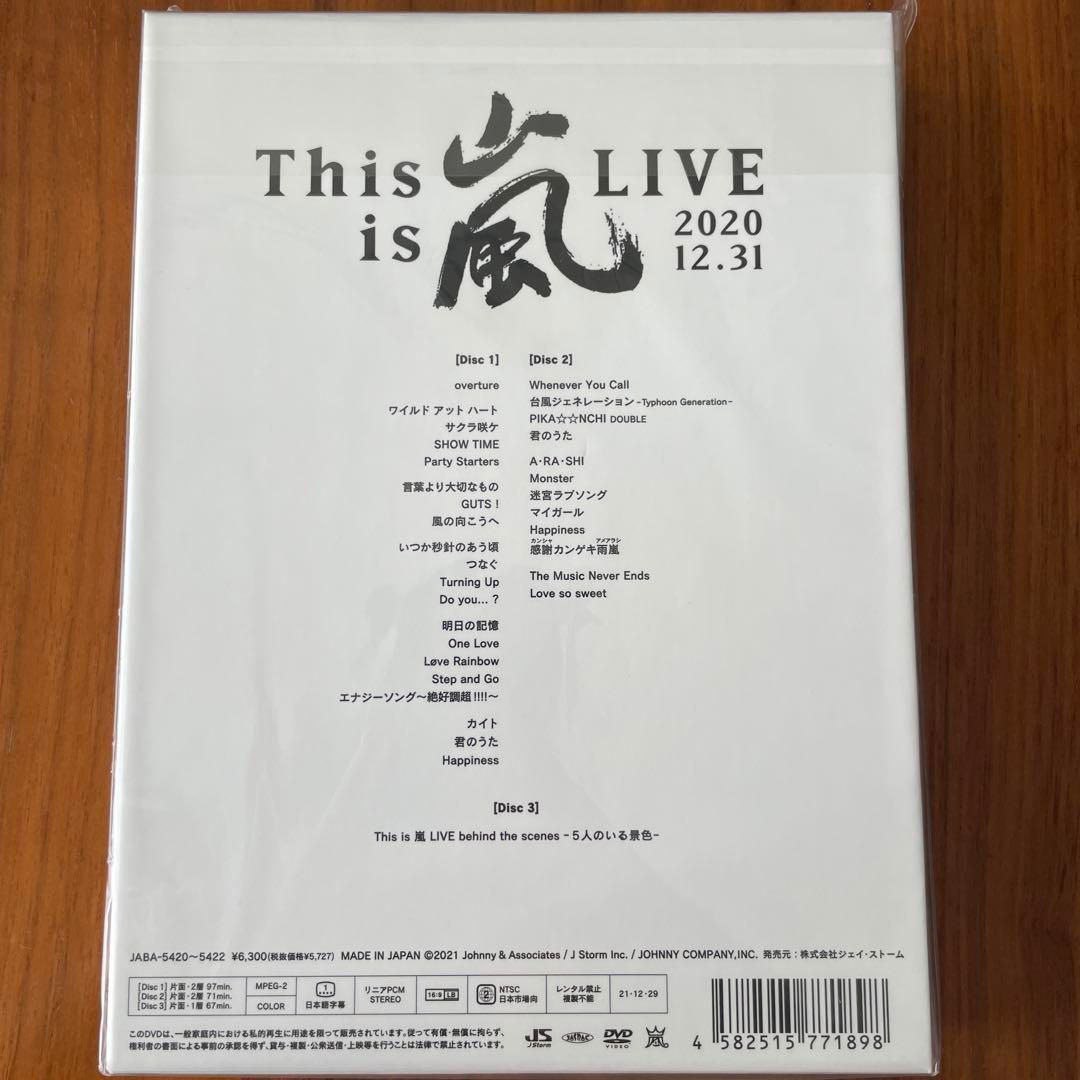 This is 嵐 LIVE 2020 12.31
[Disc 1]
overture
ワイルド アット ハート
サクラ咲ケ
SHOW TIME
Party Starters
言葉より大切なもの
GUTS !
風の向こうへ
いつか秒針のあう頃
つなぐ
Turning Up
Do you... ?
明日の記憶
One Love
Løve Rainbow
Step and Go
エナジーソング〜絶好調超!!!!〜
カイト
君のうた
Happiness
[Disc 2]
Whenever You Call
台風ジェネレーション -Typhoon Generation-
PIKA☆☆NCHI DOUBLE
君のうた
A・RA・SHI
Monster
迷宮ラブソング
マイガール
Happiness
カンシャ アメアラシ
感謝カンゲキ雨嵐
The Music Never Ends
Love so sweet
[Disc 3]
This is 嵐 LIVE behind the scenes -5人のいる景色-
JABA-5420〜5422 ¥6,300(税抜価格¥5,727) MADE IN JAPAN ©2021 Johnny & Associates / J Storm Inc. / JOHNNY COMPANY,INC. 発売元:株式会社ジェイ・ストーム
[Disc 1] 片面・2層 97min.
[Disc 2] 片面・2層 71min.
[Disc 3] 片面・1層 67min.
MPEG-2
COLOR
1
日本語字幕
リニアPCM
STEREO
16:9 LB
2
NTSC
日本市場向
レンタル禁止
複製不能
21・12・29
このDVDは、一般家庭内における私的再生に用途を限って販売されています。従って有償・無償に拘らず、
権利者の書面による事前の承認を得ず、貸与・複製・公衆送信・上映等を行うことは法律で禁止されています。
JS
J Storm
JASRAC
DVD
VIDEO
嵐
4 582515 771898